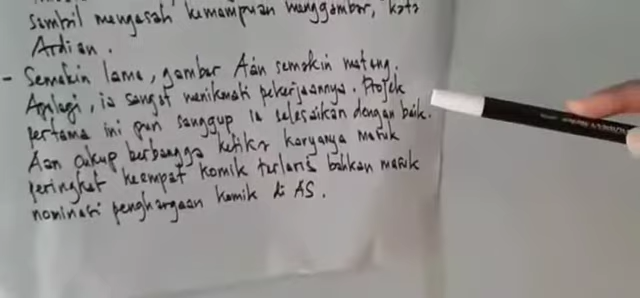 sambil mengasah kemampuan menggambar, kata
Ardian.
- Semakin lama, gambar Aan semakin matang.
Apalagi, ia sangat menikmati pekerjaannya. Projek
pertama ini pun sanggup ia selesaikan dengan baik.
Aan cukup berbangga ketika karyanya masuk
peringkat keempat komik terlaris bahkan masuk
nominasi penghargaan komik di AS.